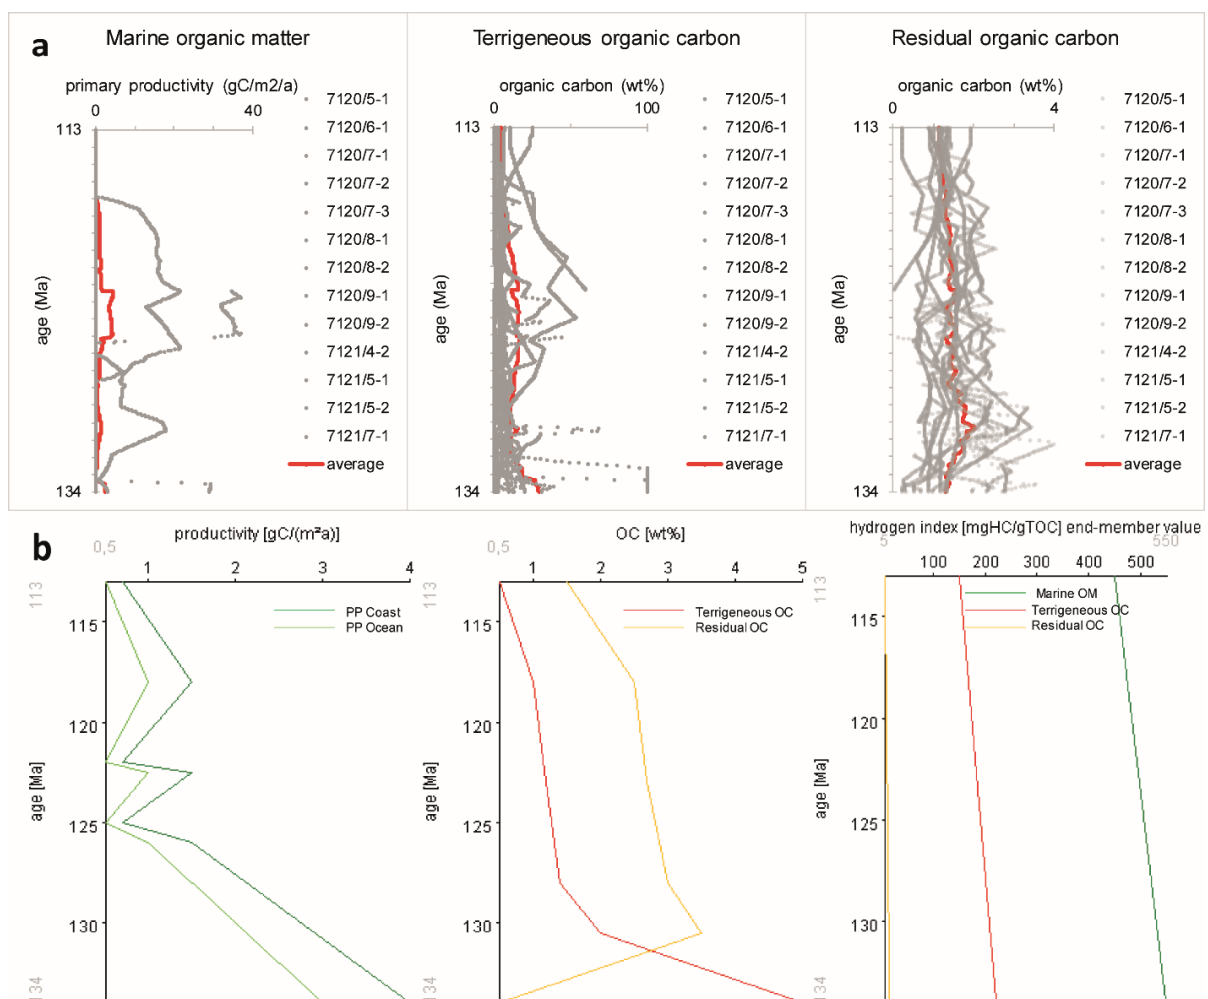 a
Marine organic matter
primary productivity (gC/m2/a)
0 40
113
age (Ma)
134
7120/5-1
7120/6-1
7120/7-1
7120/7-2
7120/7-3
7120/8-1
7120/8-2
7120/9-1
7120/9-2
7121/4-2
7121/5-1
7121/5-2
7121/7-1
average
Terrigeneous organic carbon
organic carbon (wt%)
0 100
113
age (Ma)
134
7120/5-1
7120/6-1
7120/7-1
7120/7-2
7120/7-3
7120/8-1
7120/8-2
7120/9-1
7120/9-2
7121/4-2
7121/5-1
7121/5-2
7121/7-1
average
Residual organic carbon
organic carbon (wt%)
0 4
113
age (Ma)
134
7120/5-1
7120/6-1
7120/7-1
7120/7-2
7120/7-3
7120/8-1
7120/8-2
7120/9-1
7120/9-2
7121/4-2
7121/5-1
7121/5-2
7121/7-1
average
b
productivity [gC/(m²a)]
0,5
1 2 3 4
113
PP Coast
PP Ocean
115
120
125
130
age [Ma]
134
OC [wt%]
0,5
1 2 3 4 5
113
Terrigeneous OC
Residual OC
115
120
125
130
age [Ma]
134
hydrogen index [mgHC/gTOC] end-member value
5 550
100 200 300 400 500
113
Marine OM
Terrigeneous OC
Residual OC
115
120
125
130
age [Ma]
134